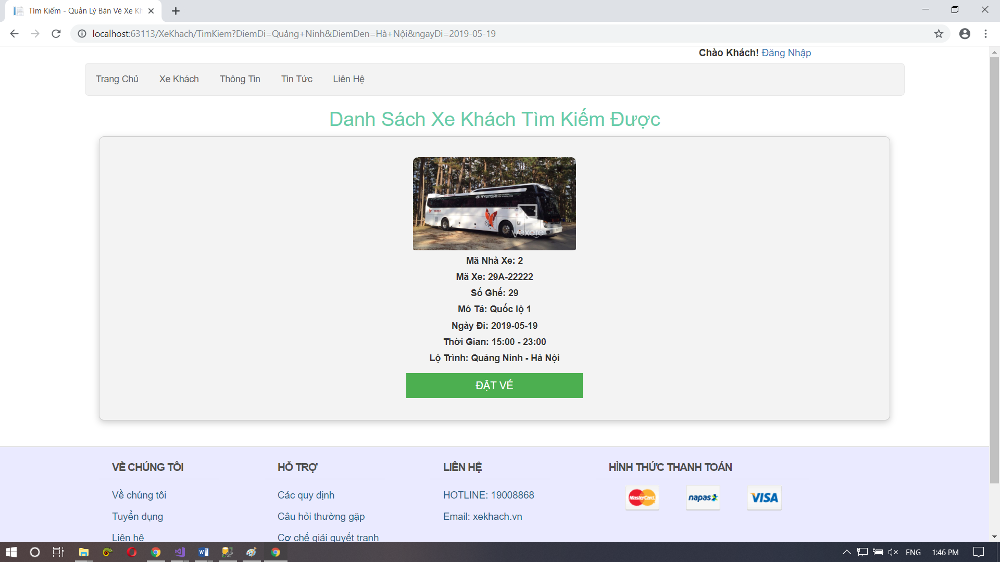 Tìm Kiếm - Quản Lý Bán Vé Xe Kh
localhost:63113/XeKhach/TimKiem?DiemDi=Quảng+Ninh&DiemDen=Hà+Nội&ngayDi=2019-05-19
Chào Khách! Đăng Nhập
Trang Chủ Xe Khách Thông Tin Tin Tức Liên Hệ
Danh Sách Xe Khách Tìm Kiếm Được
HYUNDAI
vexere
Mã Nhà Xe: 2
Mã Xe: 29A-22222
Số Ghế: 29
Mô Tả: Quốc lộ 1
Ngày Đi: 2019-05-19
Thời Gian: 15:00 - 23:00
Lộ Trình: Quảng Ninh - Hà Nội
ĐẶT VÉ
VỀ CHÚNG TÔI
Về chúng tôi
Tuyển dụng
Liên hệ
HỖ TRỢ
Các quy định
Câu hỏi thường gặp
Cơ chế giải quyết tranh
LIÊN HỆ
HOTLINE: 19008868
Email: xekhach.vn
HÌNH THỨC THANH TOÁN
MasterCard napas VISA
ENG 1:46 PM